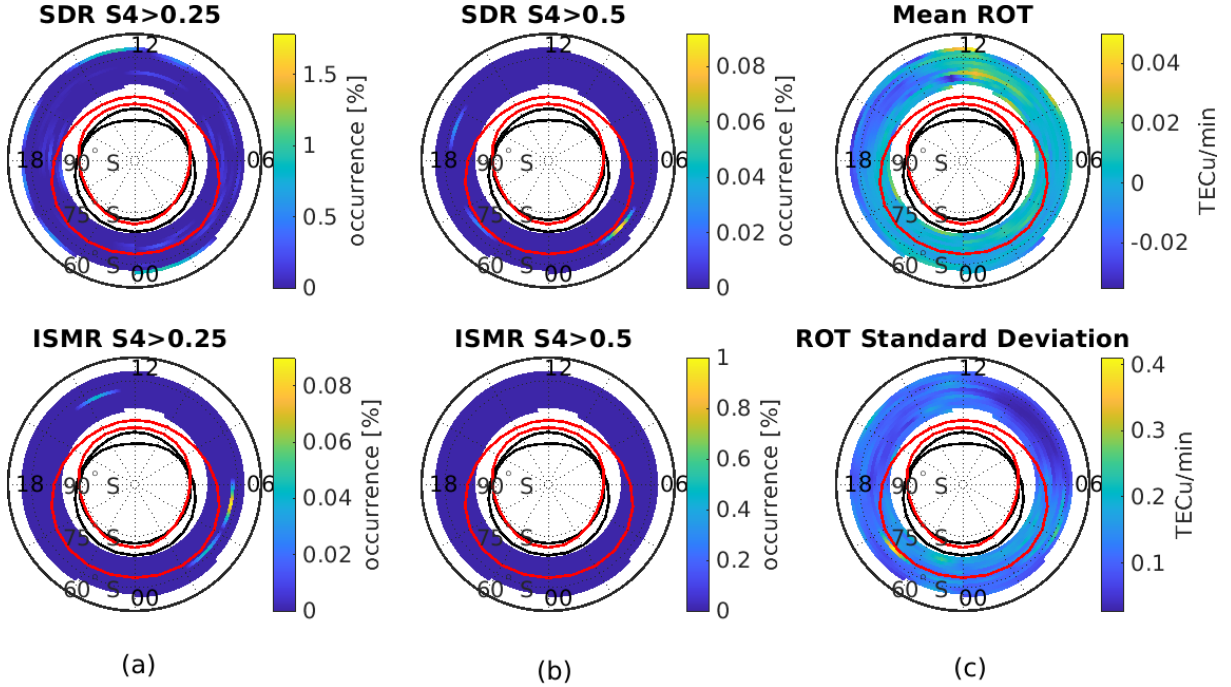 SDR S4>0.25
12
18
06
90° S
75
60° S
00
1.5
1
0.5
0
occurrence [%]
SDR S4>0.5
12
18
06
90° S
75
60° S
00
0.08
0.06
0.04
0.02
0
occurrence [%]
Mean ROT
12
18
06
90° S
75
60° S
00
0.04
0.02
0
-0.02
TECu/min
ISMR S4>0.25
12
18
06
90° S
75° S
60° S
00
0.08
0.06
0.04
0.02
0
occurrence [%]
ISMR S4>0.5
12
18
06
90° S
75° S
60° S
00
1
0.8
0.6
0.4
0.2
0
occurrence [%]
ROT Standard Deviation
12
18
06
90° S
75° S
60° S
00
0.4
0.3
0.2
0.1
TECu/min
(a)
(b)
(c)